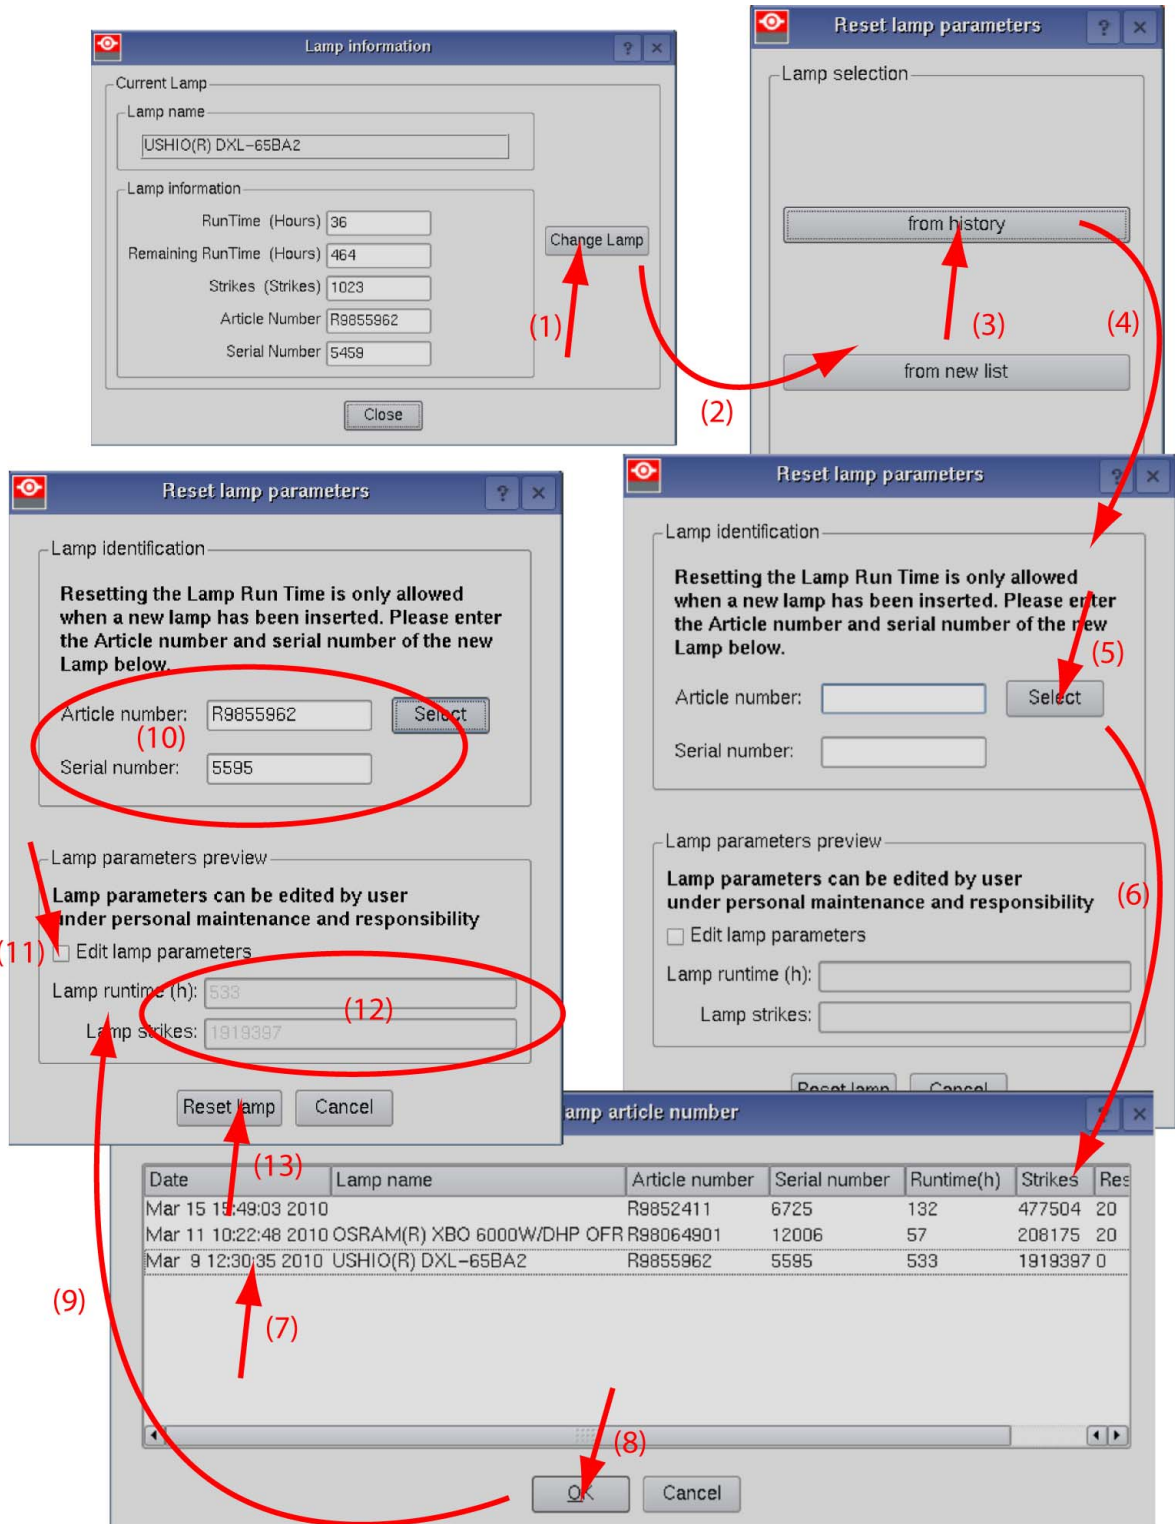 Lamp information
?
×
Current Lamp
Lamp name
USHIO(R) DXL-65BA2
Lamp information
RunTime (Hours) 36
Remaining RunTime (Hours) 464
Strikes (Strikes) 1023
Article Number R9855962
Serial Number 5459
Change Lamp
(1)
Close
(2)
Reset lamp parameters
?
×
Lamp selection
from history
(3)
(4)
from new list
Reset lamp parameters
?
×
Lamp identification
Resetting the Lamp Run Time is only allowed
when a new lamp has been inserted. Please enter
the Article number and serial number of the new
Lamp below.
(5)
Article number:
Select
Serial number:
Lamp parameters preview
Lamp parameters can be edited by user
under personal maintenance and responsibility
(6)
Edit lamp parameters
Lamp runtime (h):
Lamp strikes:
Reset lamp
Cancel
Reset lamp parameters
?
×
Lamp identification
Resetting the Lamp Run Time is only allowed
when a new lamp has been inserted. Please enter
the Article number and serial number of the new
Lamp below.
Article number: R9855962 Select
(10)
Serial number: 5595
Lamp parameters preview
Lamp parameters can be edited by user
under personal maintenance and responsibility
(11)
Edit lamp parameters
Lamp runtime (h): 533
(12)
Lamp strikes: 1919397
Reset lamp
Cancel
(13)
lamp article number
?
×
Date Lamp name Article number Serial number Runtime(h) Strikes Res
Mar 15 15:49:03 2010 R9852411 6725 132 477504 20
Mar 11 10:22:48 2010 OSRAM(R) XBO 6000W/DHP OFR R98064901 12006 57 208175 20
Mar 9 12:30:35 2010 USHIO(R) DXL-65BA2 R9855962 5595 533 1919397 0
(9)
(7)
(8)
OK
Cancel